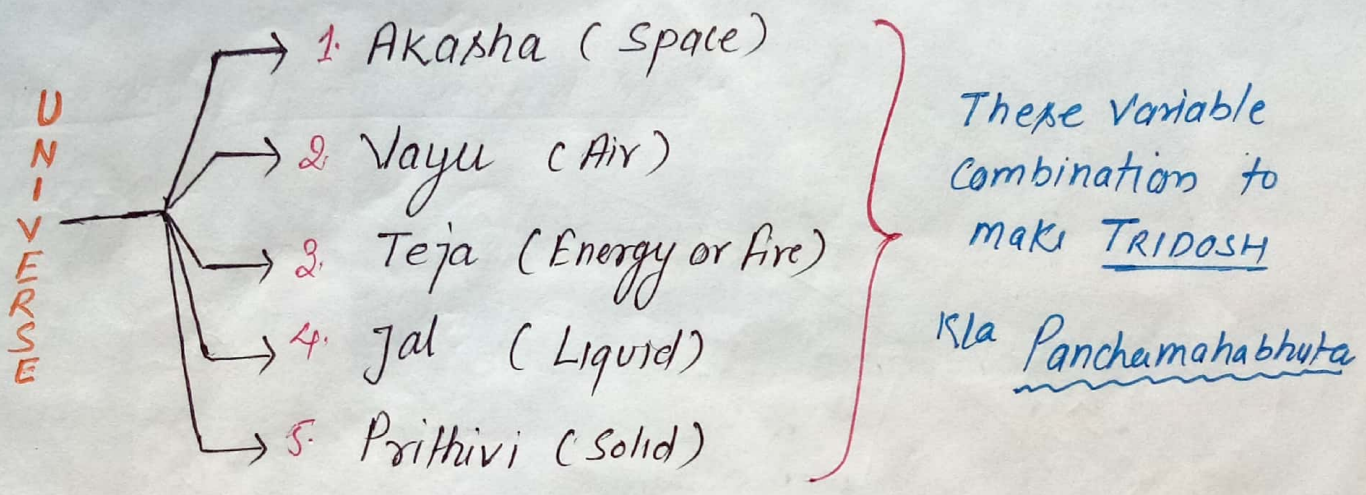 UNIVERSE
1. Akasha (Space)
2. Vayu (Air)
3. Teja (Energy or fire)
4. Jal (Liquid)
5. Prithivi (Solid)
These Variable
Combination to
make TRIDOSH
K/a Panchamahabhuta